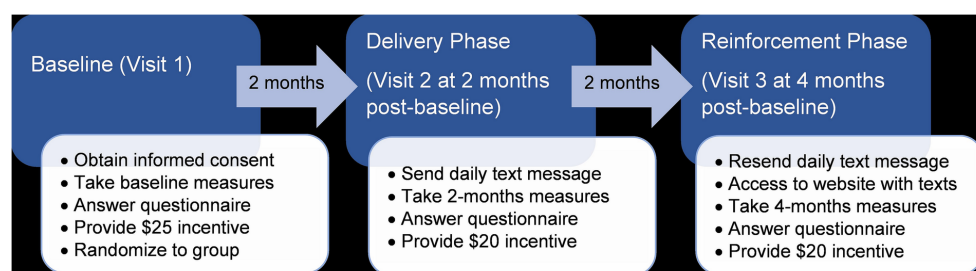 Baseline (Visit 1)
• Obtain informed consent
• Take baseline measures
• Answer questionnaire
• Provide $25 incentive
• Randomize to group
2 months
Delivery Phase
(Visit 2 at 2 months
post-baseline)
• Send daily text message
• Take 2-months measures
• Answer questionnaire
• Provide $20 incentive
2 months
Reinforcement Phase
(Visit 3 at 4 months
post-baseline)
• Resend daily text message
• Access to website with texts
• Take 4-months measures
• Answer questionnaire
• Provide $20 incentive